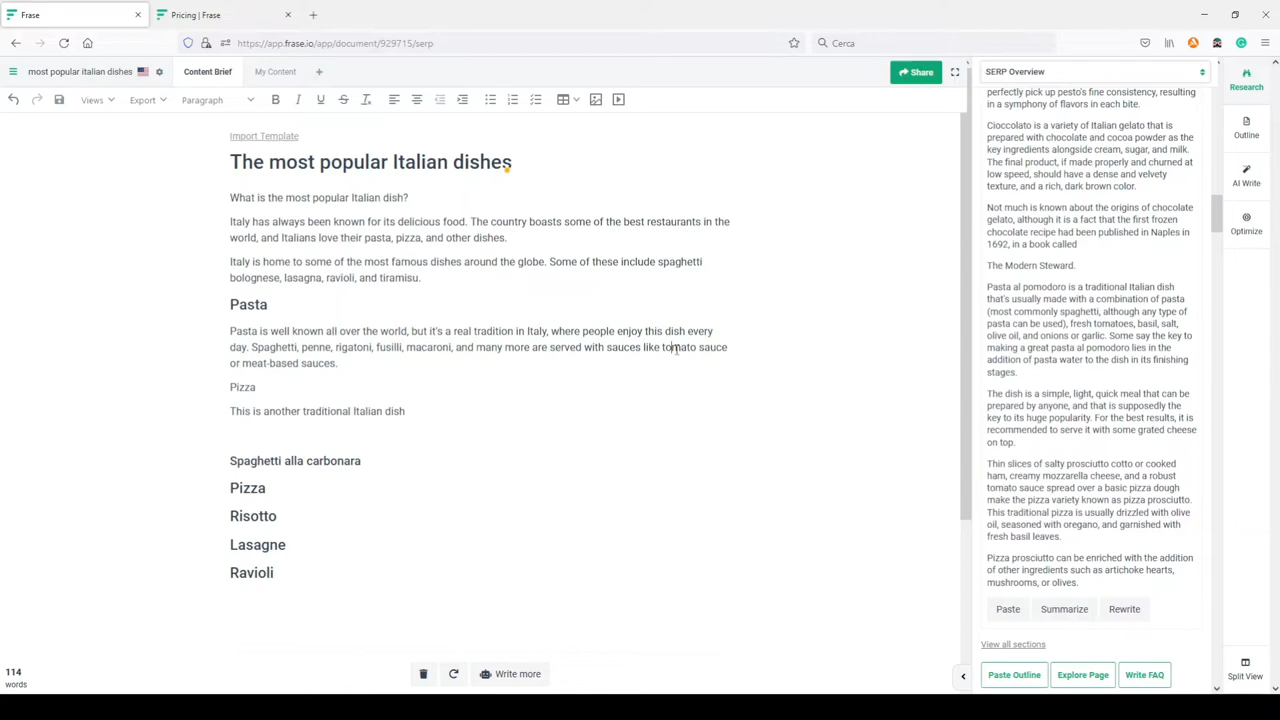 Frase
Pricing | Frase
https://app.frase.io/app/document/929715/serp
Cerca
most popular italian dishes
Content Brief
My Content
Share
SERP Overview
Research
Views
Export
Paragraph
Outline
AI Write
Optimize
Split View
Import Template
The most popular Italian dishes
What is the most popular Italian dish?
Italy has always been known for its delicious food. The country boasts some of the best restaurants in the
world, and Italians love their pasta, pizza, and other dishes.
Italy is home to some of the most famous dishes around the globe. Some of these include spaghetti
bolognese, lasagna, ravioli, and tiramisu.
Pasta
Pasta is well known all over the world, but it's a real tradition in Italy, where people enjoy this dish every
day. Spaghetti, penne, rigatoni, fusilli, macaroni, and many more are served with sauces like tomato sauce
or meat-based sauces.
Pizza
This is another traditional Italian dish
Spaghetti alla carbonara
Pizza
Risotto
Lasagne
Ravioli
114
words
Write more
perfectly pick up pesto's fine consistency, resulting
in a symphony of flavors in each bite.
Cioccolato is a variety of Italian gelato that is
prepared with chocolate and cocoa powder as the
key ingredients alongside cream, sugar, and milk.
The final product, if made properly and churned at
low speed, should have a dense and velvety
texture, and a rich, dark brown color.
Not much is known about the origins of chocolate
gelato, although it is a fact that the first frozen
chocolate recipe had been published in Naples in
1692, in a book called
The Modern Steward.
Pasta al pomodoro is a traditional Italian dish
that's usually made with a combination of pasta
(most commonly spaghetti, although any type of
pasta can be used), fresh tomatoes, basil, salt,
olive oil, and onions or garlic. Some say the key to
making a great pasta al pomodoro lies in the
addition of pasta water to the dish in its finishing
stages.
The dish is a simple, light, quick meal that can be
prepared by anyone, and that is supposedly the
key to its huge popularity. For the best results, it is
recommended to serve it with some grated cheese
on top.
Thin slices of salty prosciutto cotto or cooked
ham, creamy mozzarella cheese, and a robust
tomato sauce spread over a basic pizza dough
make the pizza variety known as pizza prosciutto.
This traditional pizza is usually drizzled with olive
oil, seasoned with oregano, and garnished with
fresh basil leaves.
Pizza prosciutto can be enriched with the addition
of other ingredients such as artichoke hearts,
mushrooms, or olives.
Paste
Summarize
Rewrite
View all sections
Paste Outline
Explore Page
Write FAQ